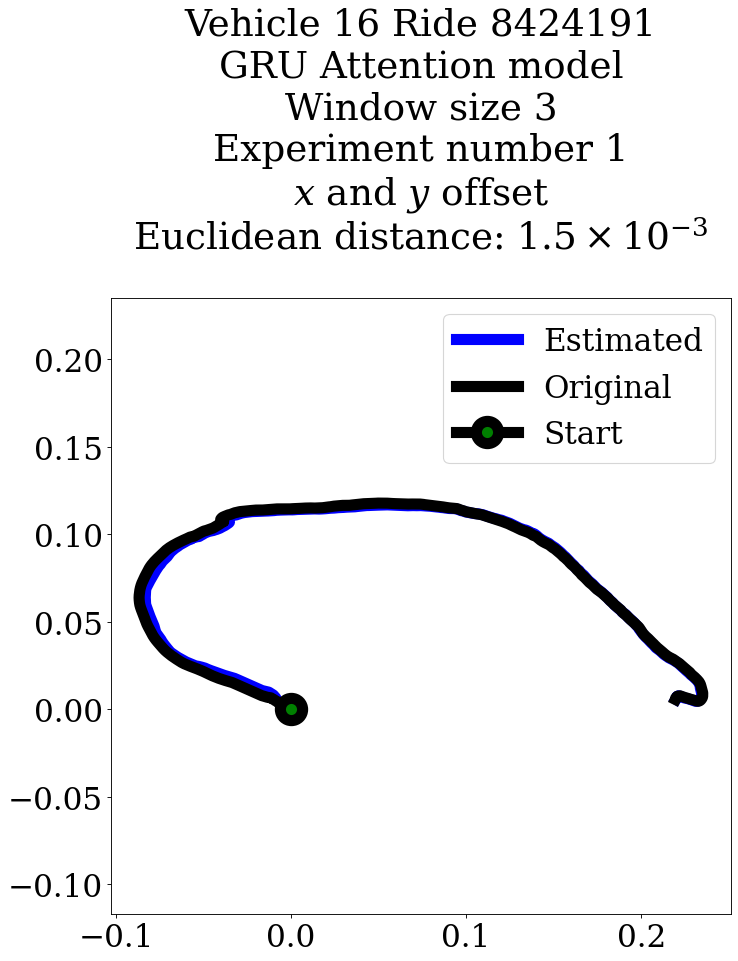 Vehicle 16 Ride 8424191
GRU Attention model
Window size 3
Experiment number 1
x and y offset
Euclidean distance: 1.5 × 10⁻³
Estimated
Original
Start
0.20
0.15
0.10
0.05
0.00
−0.05
−0.10
−0.1 0.0 0.1 0.2